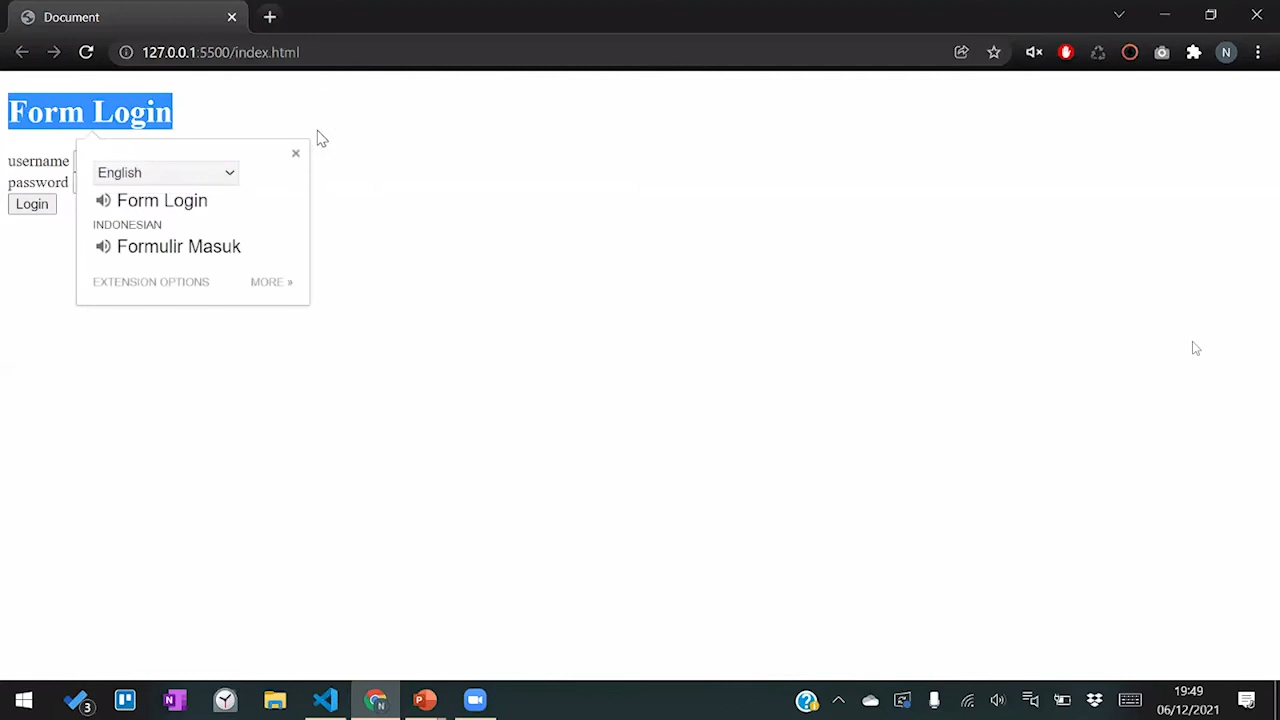 Document
127.0.0.1:5500/index.html
N
Form Login
username
password
Login
English
Form Login
INDONESIAN
Formulir Masuk
EXTENSION OPTIONS MORE »
3
N
N
P
?
19:49
06/12/2021